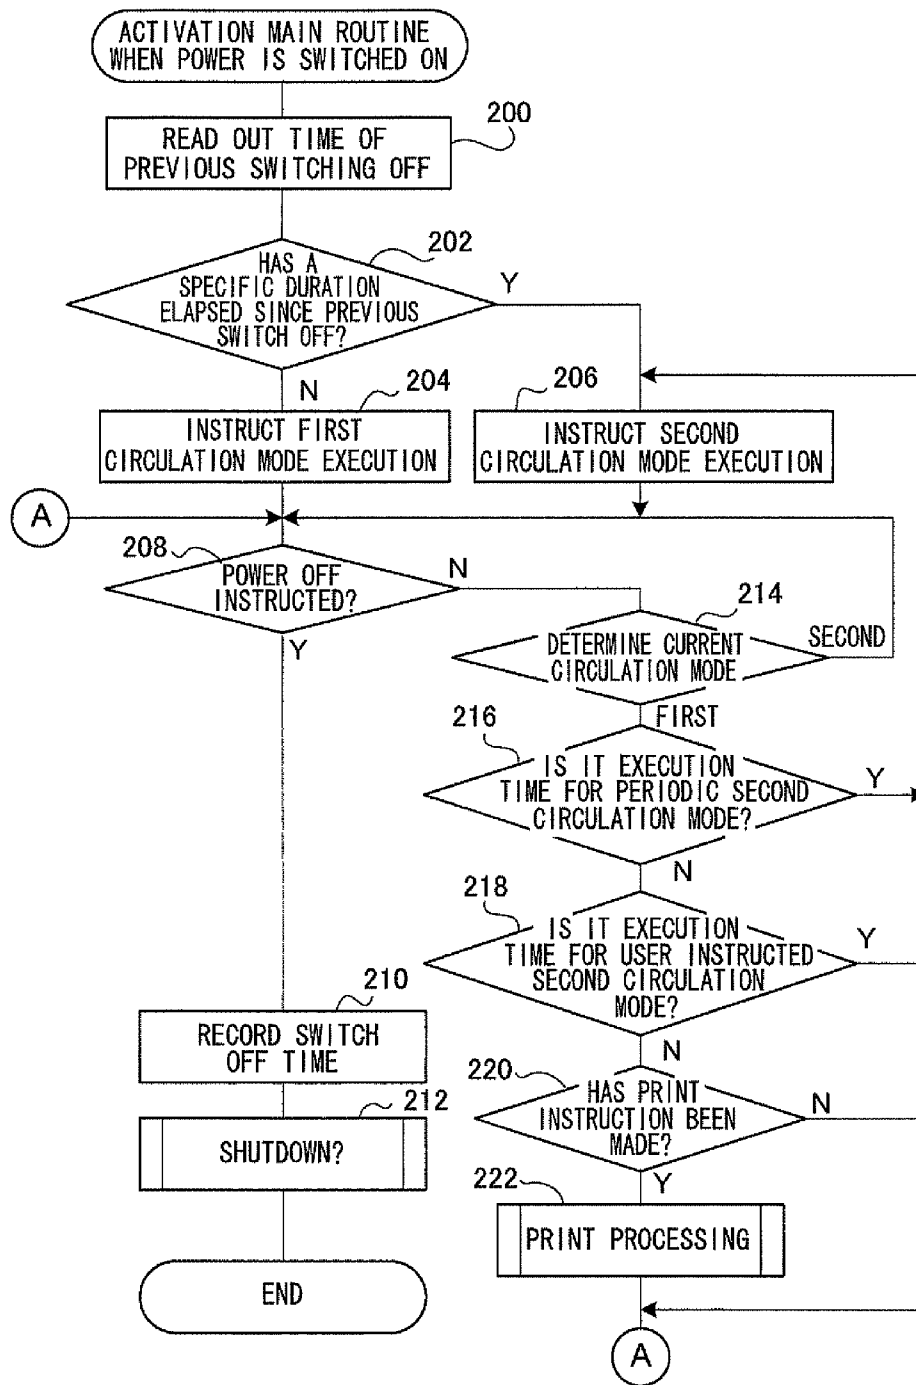 ACTIVATION MAIN ROUTINE
WHEN POWER IS SWITCHED ON
200
READ OUT TIME OF
PREVIOUS SWITCHING OFF
202
HAS A
SPECIFIC DURATION
ELAPSED SINCE PREVIOUS
SWITCH OFF?
Y
N
204
INSTRUCT FIRST
CIRCULATION MODE EXECUTION
206
INSTRUCT SECOND
CIRCULATION MODE EXECUTION
A
208
POWER OFF
INSTRUCTED?
N
Y
214
DETERMINE CURRENT
CIRCULATION MODE
SECOND
FIRST
216
IS IT EXECUTION
TIME FOR PERIODIC SECOND
CIRCULATION MODE?
Y
N
218
IS IT EXECUTION
TIME FOR USER INSTRUCTED
SECOND CIRCULATION
MODE?
Y
N
210
RECORD SWITCH
OFF TIME
220
HAS PRINT
INSTRUCTION BEEN
MADE?
N
Y
212
SHUTDOWN?
222
PRINT PROCESSING
END
A